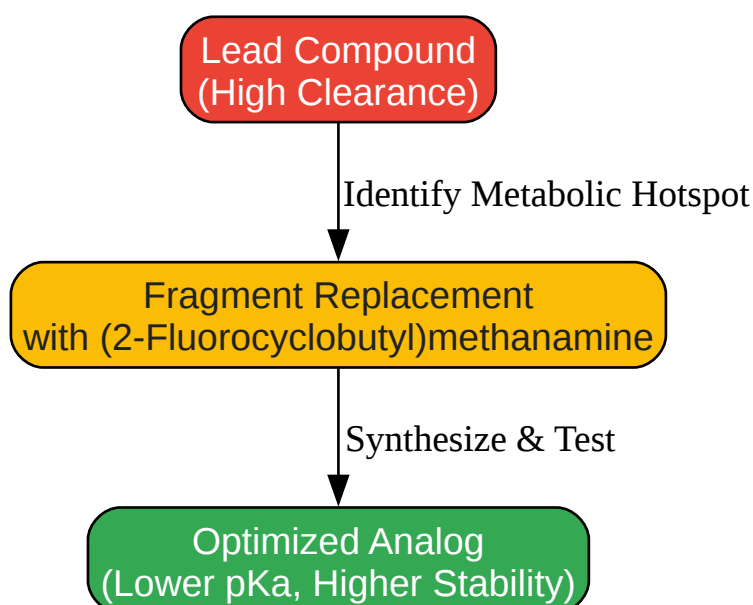 Lead Compound
(High Clearance)
Identify Metabolic Hotspot
Fragment Replacement
with (2-Fluorocyclobutyl)methanamine
Synthesize & Test
Optimized Analog
(Lower pKa, Higher Stability)